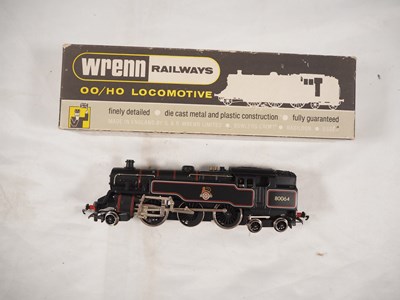 Wrenn RAILWAYS
OO/HO LOCOMOTIVE
finely detailed • die cast metal and plastic construction • fully guaranteed
80064